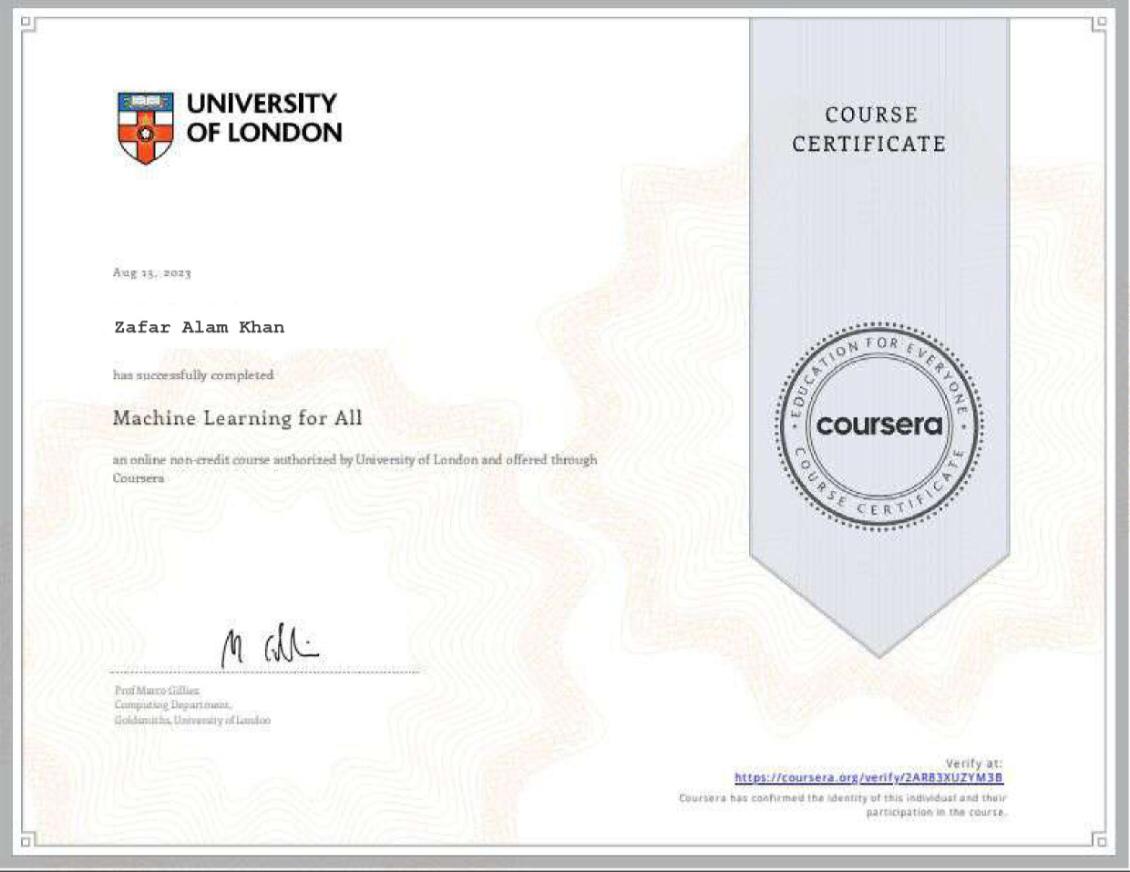 UNIVERSITY
OF LONDON
COURSE
CERTIFICATE
Aug 13, 2023
Zafar Alam Khan
has successfully completed
Machine Learning for All
an online non-credit course authorized by University of London and offered through
Coursera
EDUCATION FOR EVERYONE
coursera
COURSE CERTIFICATE
Prof Marco Gillies
Computing Department,
Goldsmiths, University of London
Verify at:
https://coursera.org/verify/2ARB3XUZYM3B
Coursera has confirmed the identity of this individual and their
participation in the course.